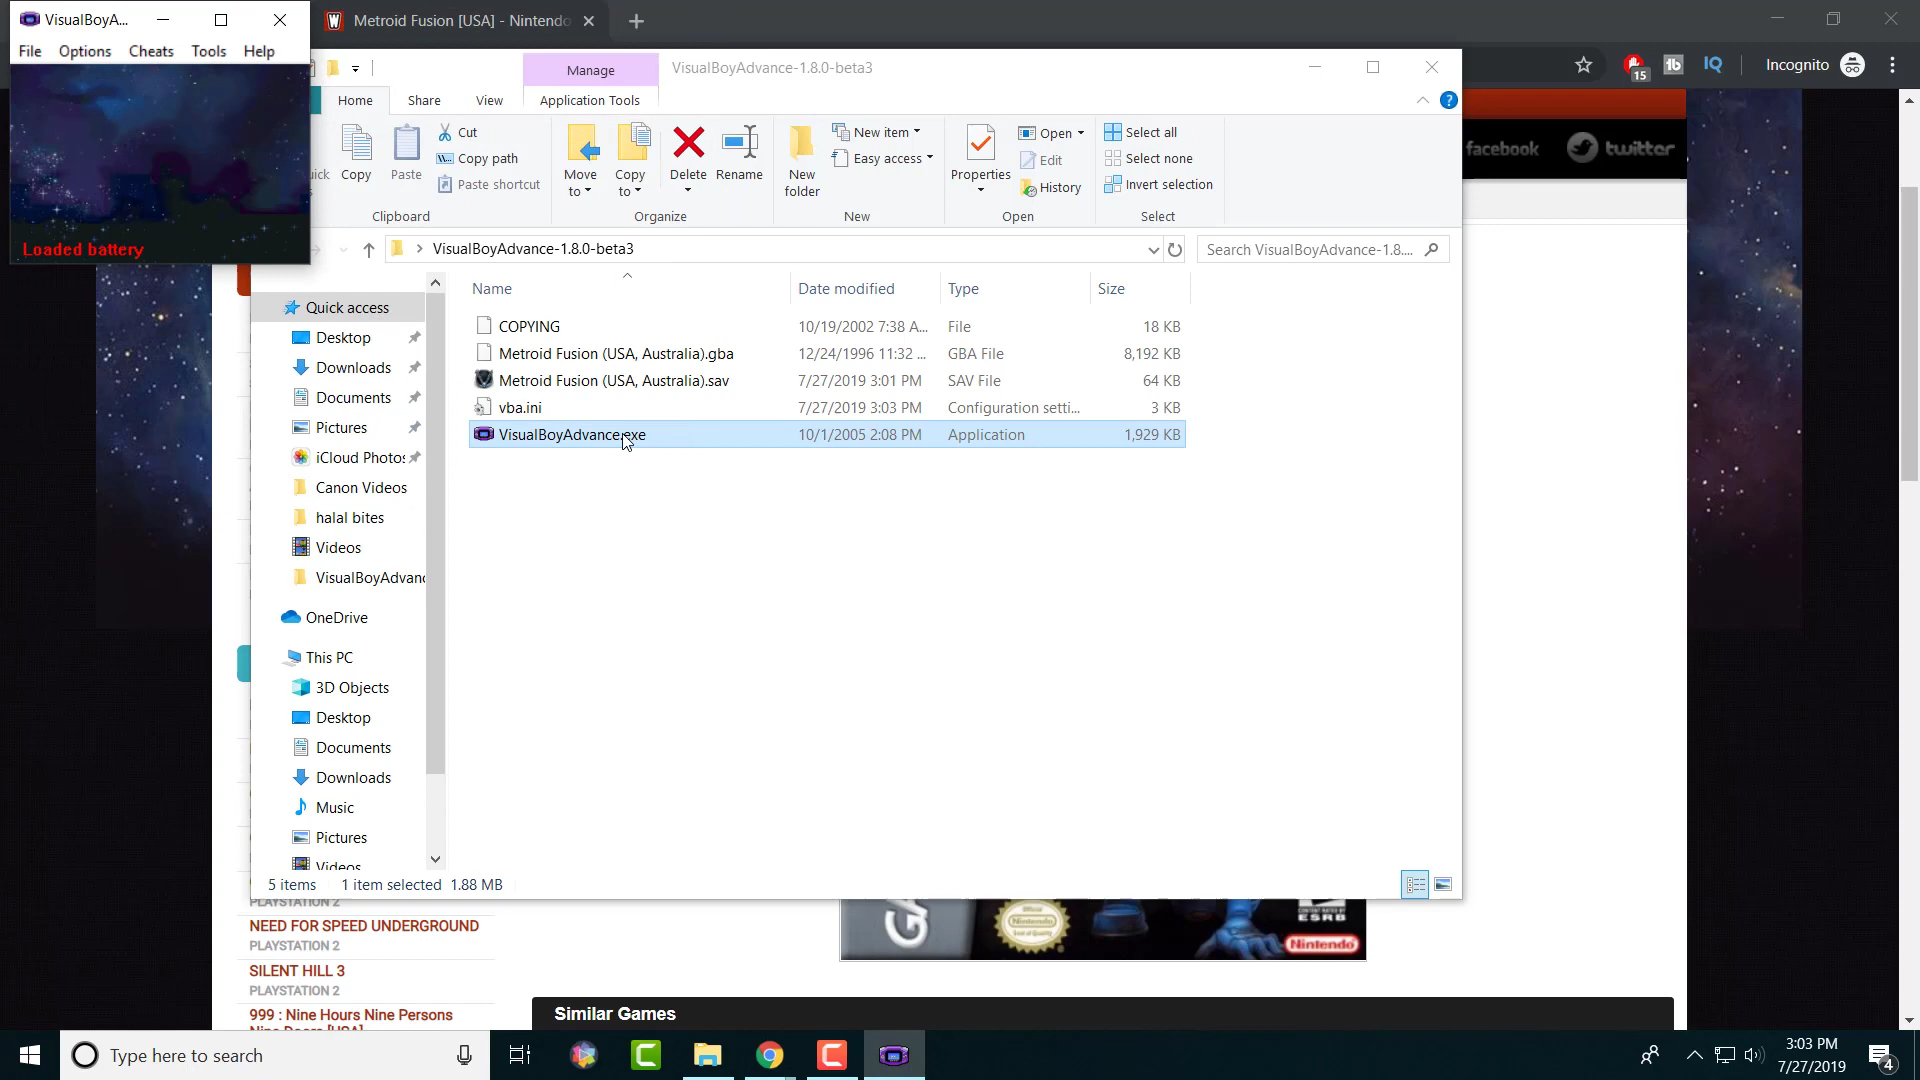 VisualBoyA...
Metroid Fusion [USA] - Nintendo
File Options Cheats Tools Help
Manage
VisualBoyAdvance-1.8.0-beta3
15
Incognito
Home Share View Application Tools
Copy
Paste
Cut
Copy path
Paste shortcut
Move to
Copy to
Delete
Rename
New folder
New item
Easy access
Properties
Open
Edit
History
Select all
Select none
Invert selection
facebook
twitter
Clipboard
Organize
New
Open
Select
Loaded battery
VisualBoyAdvance-1.8.0-beta3
Search VisualBoyAdvance-1.8....
Name Date modified Type Size
COPYING 10/19/2002 7:38 A... File 18 KB
Metroid Fusion (USA, Australia).gba 12/24/1996 11:32 ... GBA File 8,192 KB
Metroid Fusion (USA, Australia).sav 7/27/2019 3:01 PM SAV File 64 KB
vba.ini 7/27/2019 3:03 PM Configuration setti... 3 KB
VisualBoyAdvance.exe 10/1/2005 2:08 PM Application 1,929 KB
Quick access
Desktop
Downloads
Documents
Pictures
iCloud Photos
Canon Videos
halal bites
Videos
VisualBoyAdvanc
OneDrive
This PC
3D Objects
Desktop
Documents
Downloads
Music
Pictures
Videos
5 items 1 item selected 1.88 MB
PLAYSTATION 2
NEED FOR SPEED UNDERGROUND
PLAYSTATION 2
SILENT HILL 3
PLAYSTATION 2
999 : Nine Hours Nine Persons
Nine Doors [USA]
ESRB
Nintendo
Similar Games
Type here to search
3:03 PM
7/27/2019
4